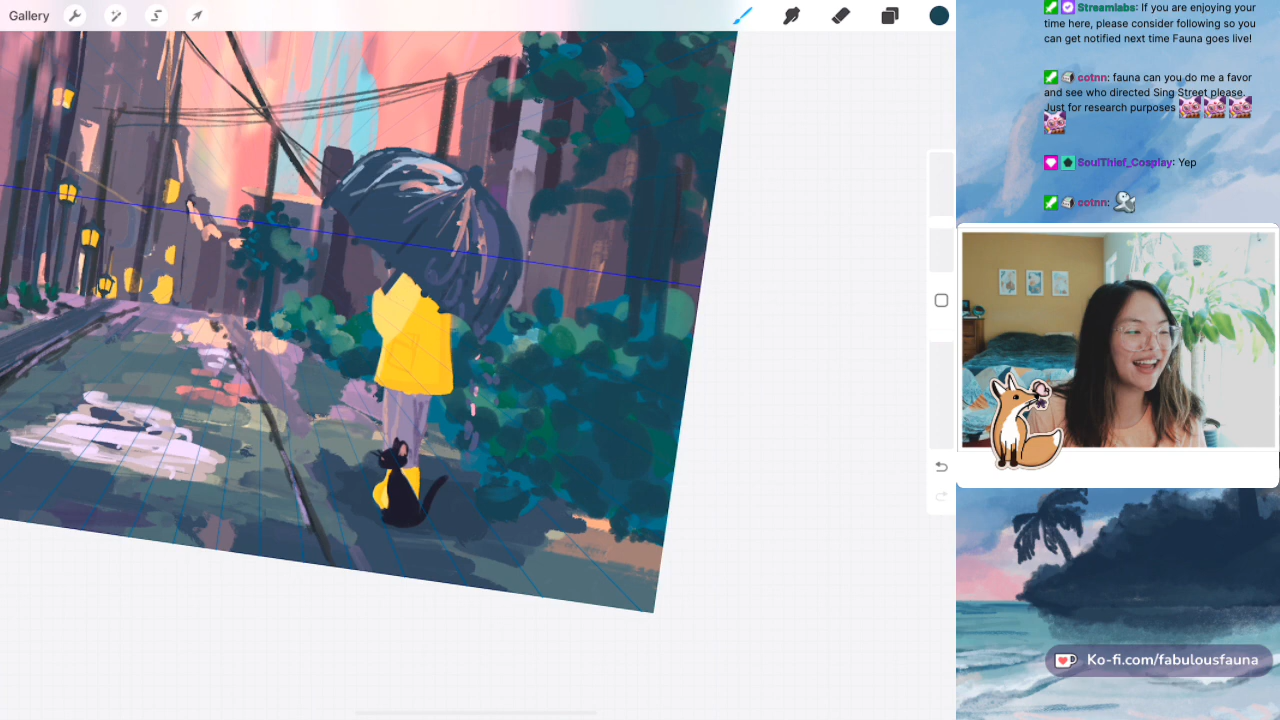 Gallery
Streamlabs: If you are enjoying your
time here, please consider following so you
can get notified next time Fauna goes live!
cotnn: fauna can you do me a favor
and see who directed Sing Street please.
Just for research purposes
SoulThief_Cosplay: Yep
cotnn:
Ko-fi.com/fabulousfauna